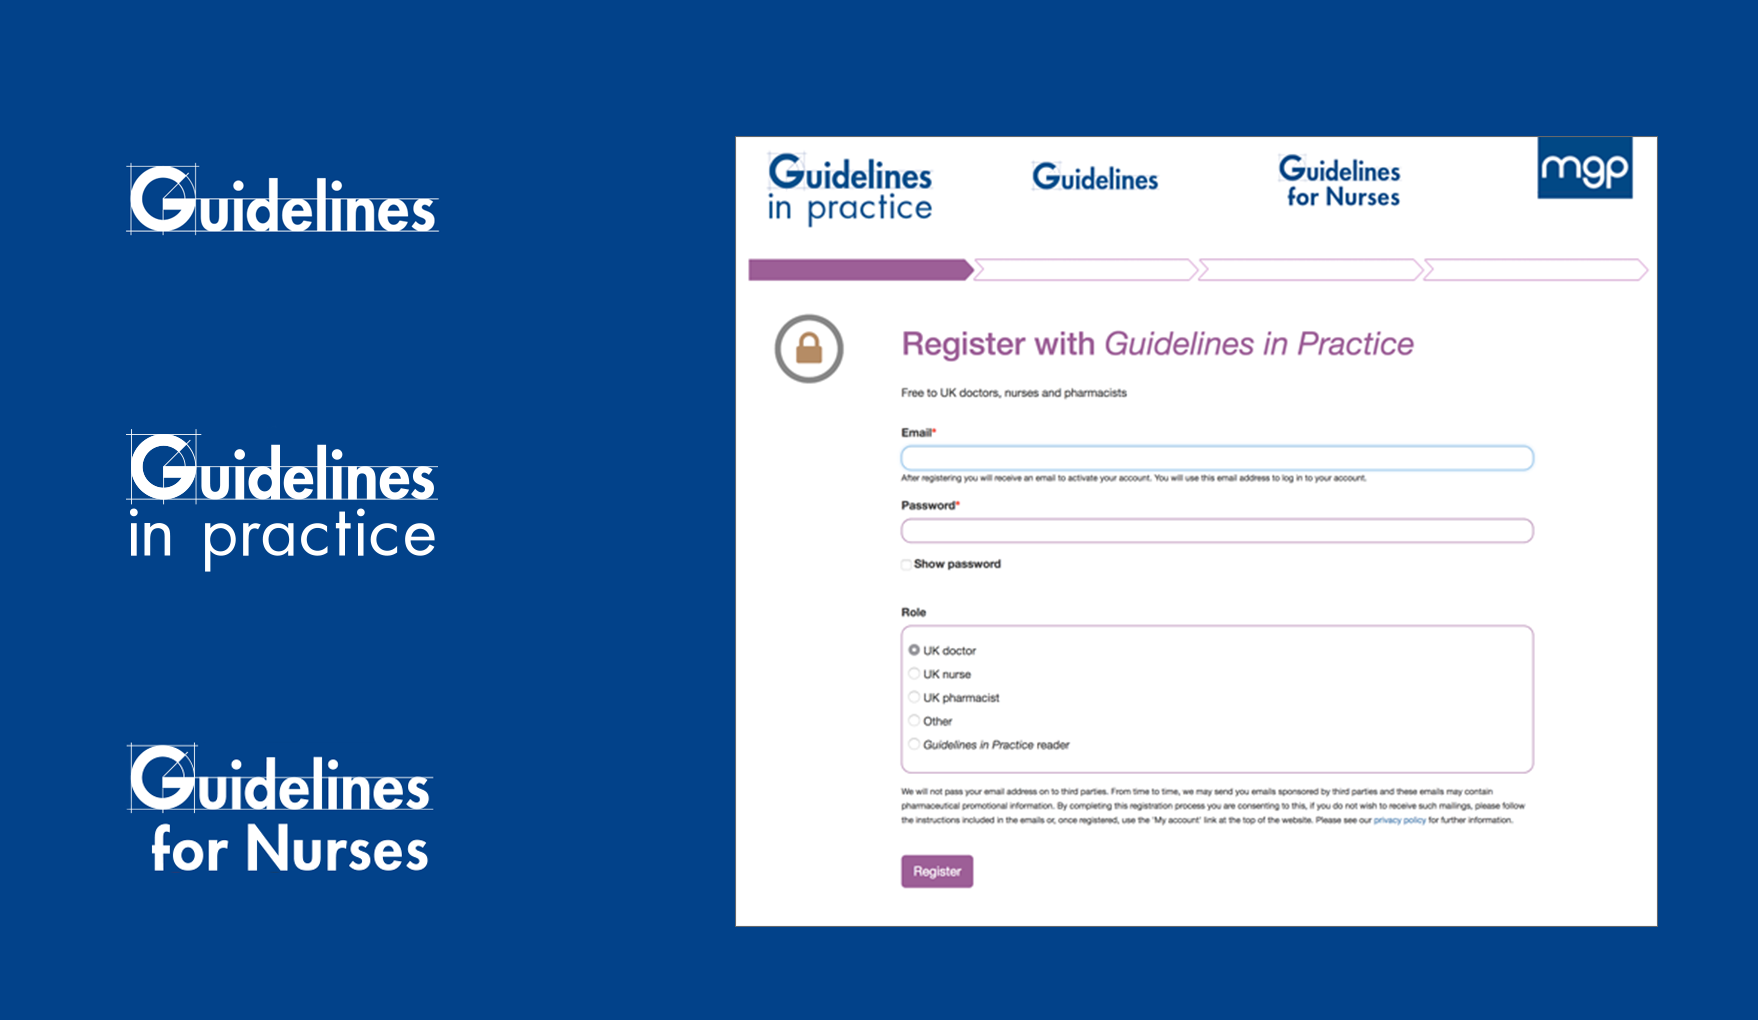 Guidelines
Guidelines
in practice
Guidelines
for Nurses
Guidelines
in practice
Guidelines
Guidelines
for Nurses
mgp
Register with Guidelines in Practice
Free to UK doctors, nurses and pharmacists
Email*
After registering you will receive an email to activate your account. You will use this email address to log in to your account.
Password*
Show password
Role
UK doctor
UK nurse
UK pharmacist
Other
Guidelines in Practice reader
We will not pass your email address on to third parties. From time to time, we may send you emails sponsored by third parties and these emails may contain
pharmaceutical promotional information. By completing this registration process you are consenting to this, if you do not wish to receive such mailings, please follow
the instructions included in the emails or, once registered, use the 'My account' link at the top of the website. Please see our privacy policy for further information.
Register